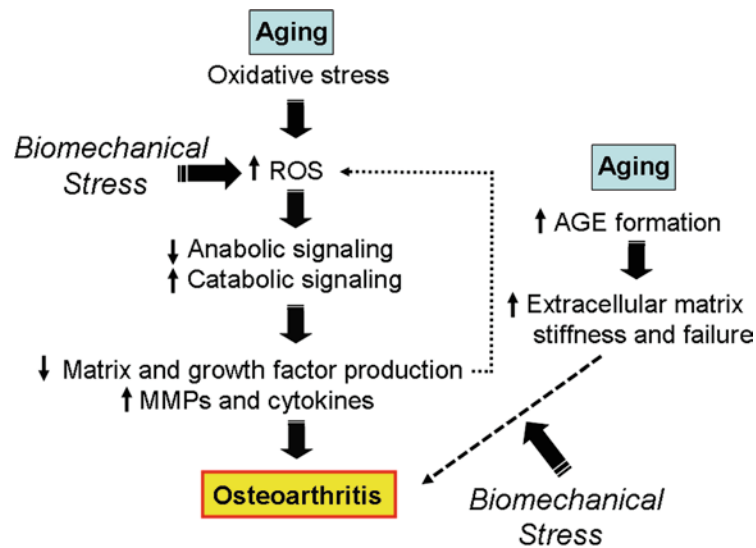 Aging
Oxidative stress
Biomechanical
Stress
↑ ROS
↓ Anabolic signaling
↑ Catabolic signaling
↓ Matrix and growth factor production
↑ MMPs and cytokines
Osteoarthritis
Aging
↑ AGE formation
↑ Extracellular matrix
stiffness and failure
Biomechanical
Stress